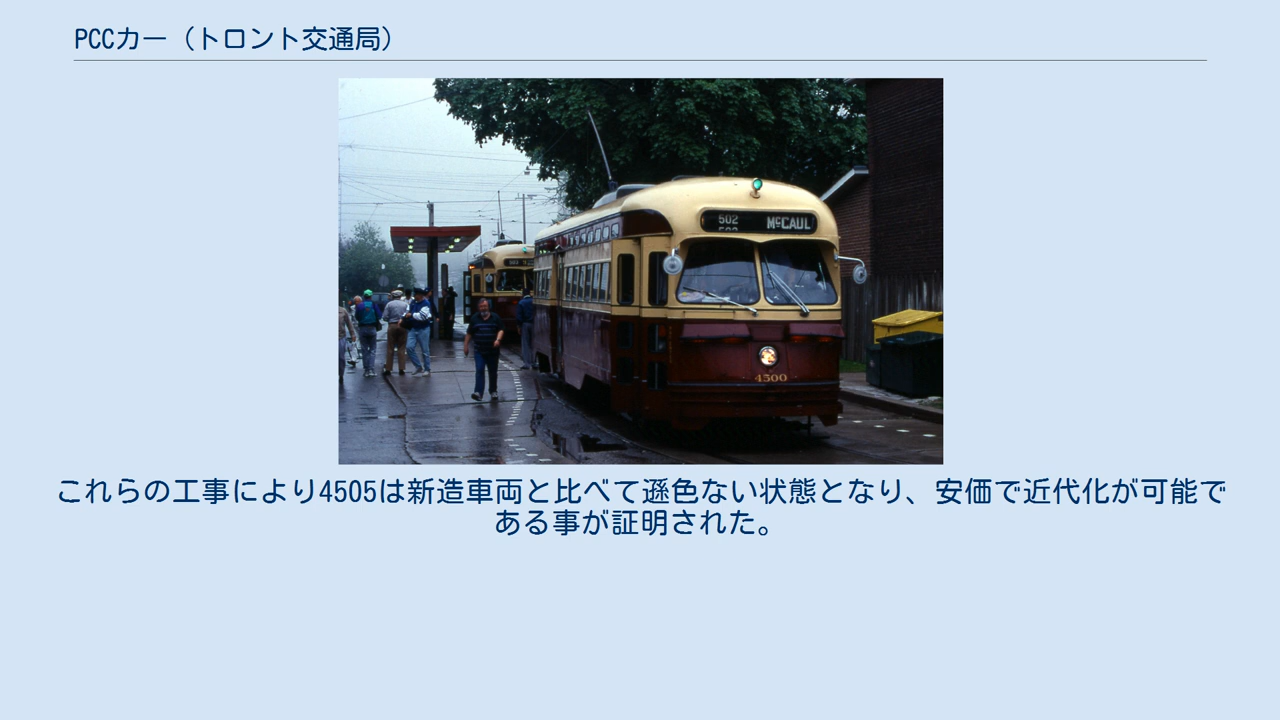 PCCカー（トロント交通局）
502 McCAUL
4500
これらの工事により4505は新造車両と比べて遜色ない状態となり、安価で近代化が可能で
ある事が証明された。